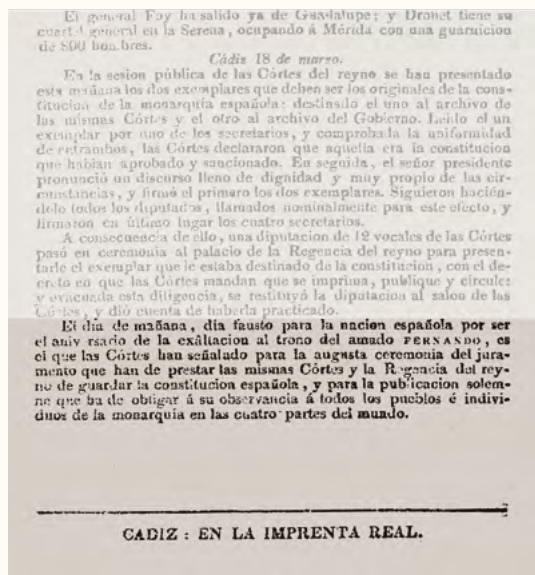 El general Foy ha salido ya de Guadalupe; y Drouet tiene su
cuartel general en la Serena, ocupando á Mérida con una guarnicion
de 800 hombres.
Cádiz 18 de marzo.
En la sesion pública de las Córtes del reyno se han presentado
esta mañana los dos exemplares que deben ser los originales de la cons-
titucion de la monarquía española: destinado el uno al archivo de
las mismas Córtes y el otro al archivo del Gobierno. Leido el un
exemplar por uno de los secretarios, y comprobada la uniformidad
de entrambos, las Córtes declararon que aquella era la constitucion
que habian aprobado y sancionado. En seguida, el señor presidente
pronunció un discurso lleno de dignidad y muy propio de las cir-
cunstancias, y firmó el primero los dos exemplares. Siguieron hacién-
dolo todos los diputados, llamados nominalmente para este efecto, y
firmaron en último lugar los cuatro secretarios.
A consecuencia de ello, una diputacion de 12 vocales de las Córtes
pasó en ceremonia al palacio de la Regencia del reyno para presen-
tarle el exemplar que le estaba destinado de la constitucion, con el de-
creto en que las Córtes mandan que se imprima, publique y circule:
y evacuada esta diligencia, se restituyó la diputacion al salon de las
Córtes, y dió cuenta de haberla practicado.
El dia de mañana, dia fausto para la nacion española por ser
el aniversario de la exâltacion al trono del amado FERNANDO, es
el que las Córtes han señalado para la augusta ceremonia del jura-
mento que han de prestar las mismas Córtes y la Regencia del rey-
no de guardar la constitucion española, y para la publicacion solem-
ne que ha de obligar á su observancia á todos los pueblos é indivi-
duos de la monarquía en las cuatro partes del mundo.
CADIZ: EN LA IMPRENTA REAL.